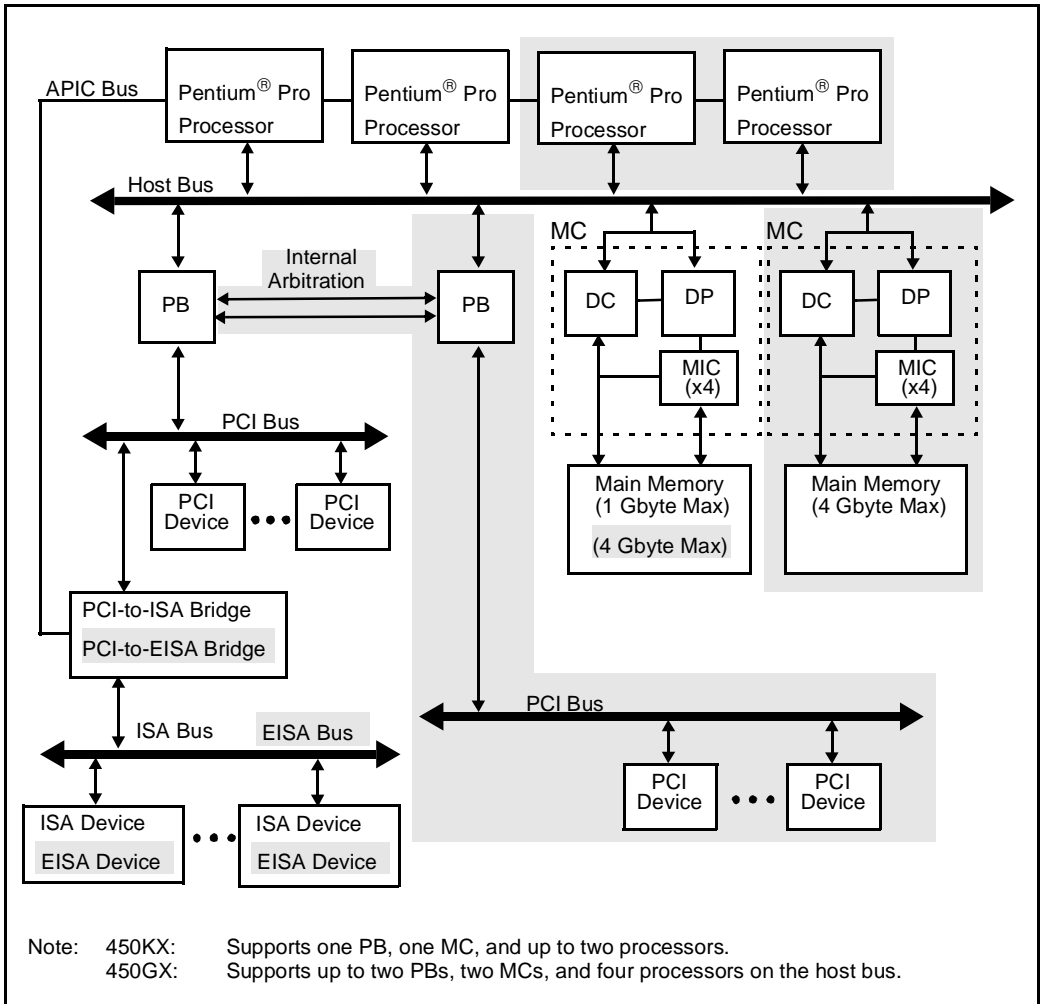 APIC Bus
Pentium® Pro
Processor
Pentium® Pro
Processor
Pentium® Pro
Processor
Pentium® Pro
Processor
Host Bus
PB
Internal
Arbitration
PB
MC
DC
DP
MIC
(x4)
MC
DC
DP
MIC
(x4)
PCI Bus
PCI
Device
PCI
Device
Main Memory
(1 Gbyte Max)
(4 Gbyte Max)
Main Memory
(4 Gbyte Max)
PCI-to-ISA Bridge
PCI-to-EISA Bridge
ISA Bus
EISA Bus
PCI Bus
PCI
Device
PCI
Device
ISA Device
EISA Device
ISA Device
EISA Device
Note: 450KX: Supports one PB, one MC, and up to two processors.
450GX: Supports up to two PBs, two MCs, and four processors on the host bus.